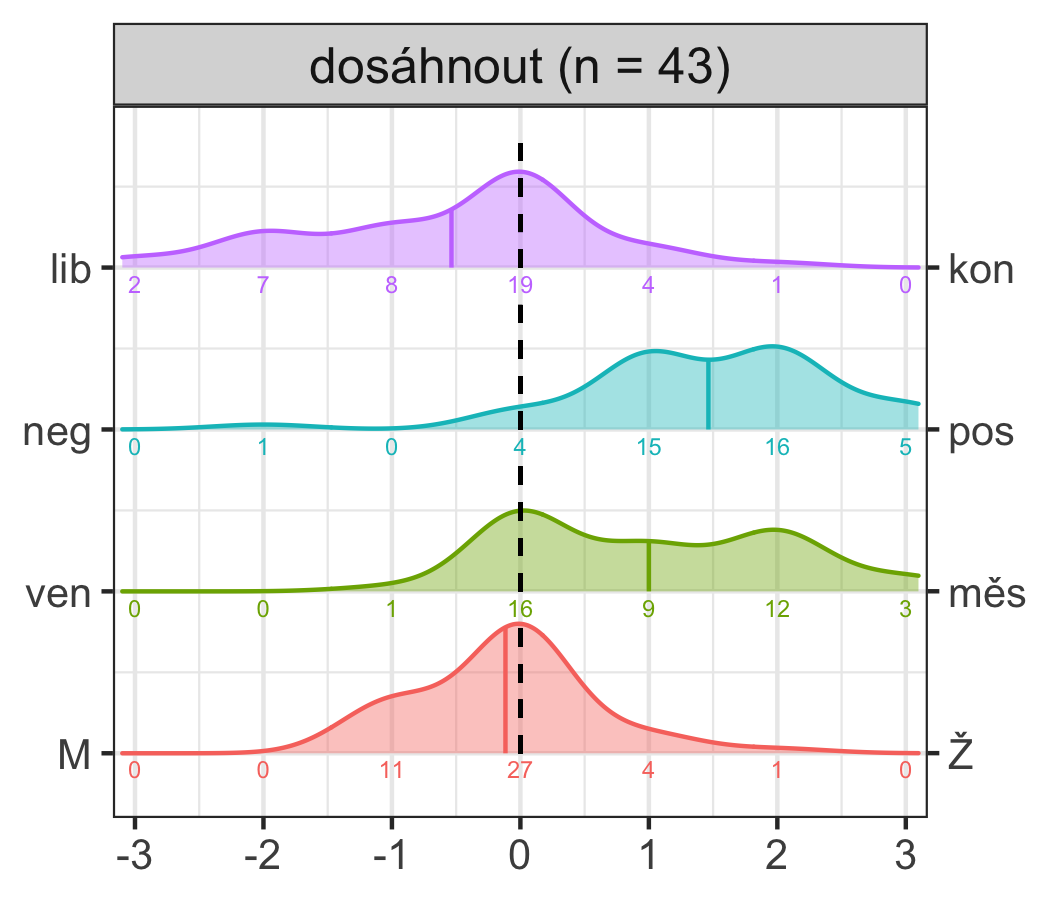 dosáhnout (n = 43)
lib kon
2 7 8 19 4 1 0
neg pos
0 1 0 4 15 16 5
ven měs
0 0 1 16 9 12 3
M Ž
0 0 11 27 4 1 0
-3 -2 -1 0 1 2 3